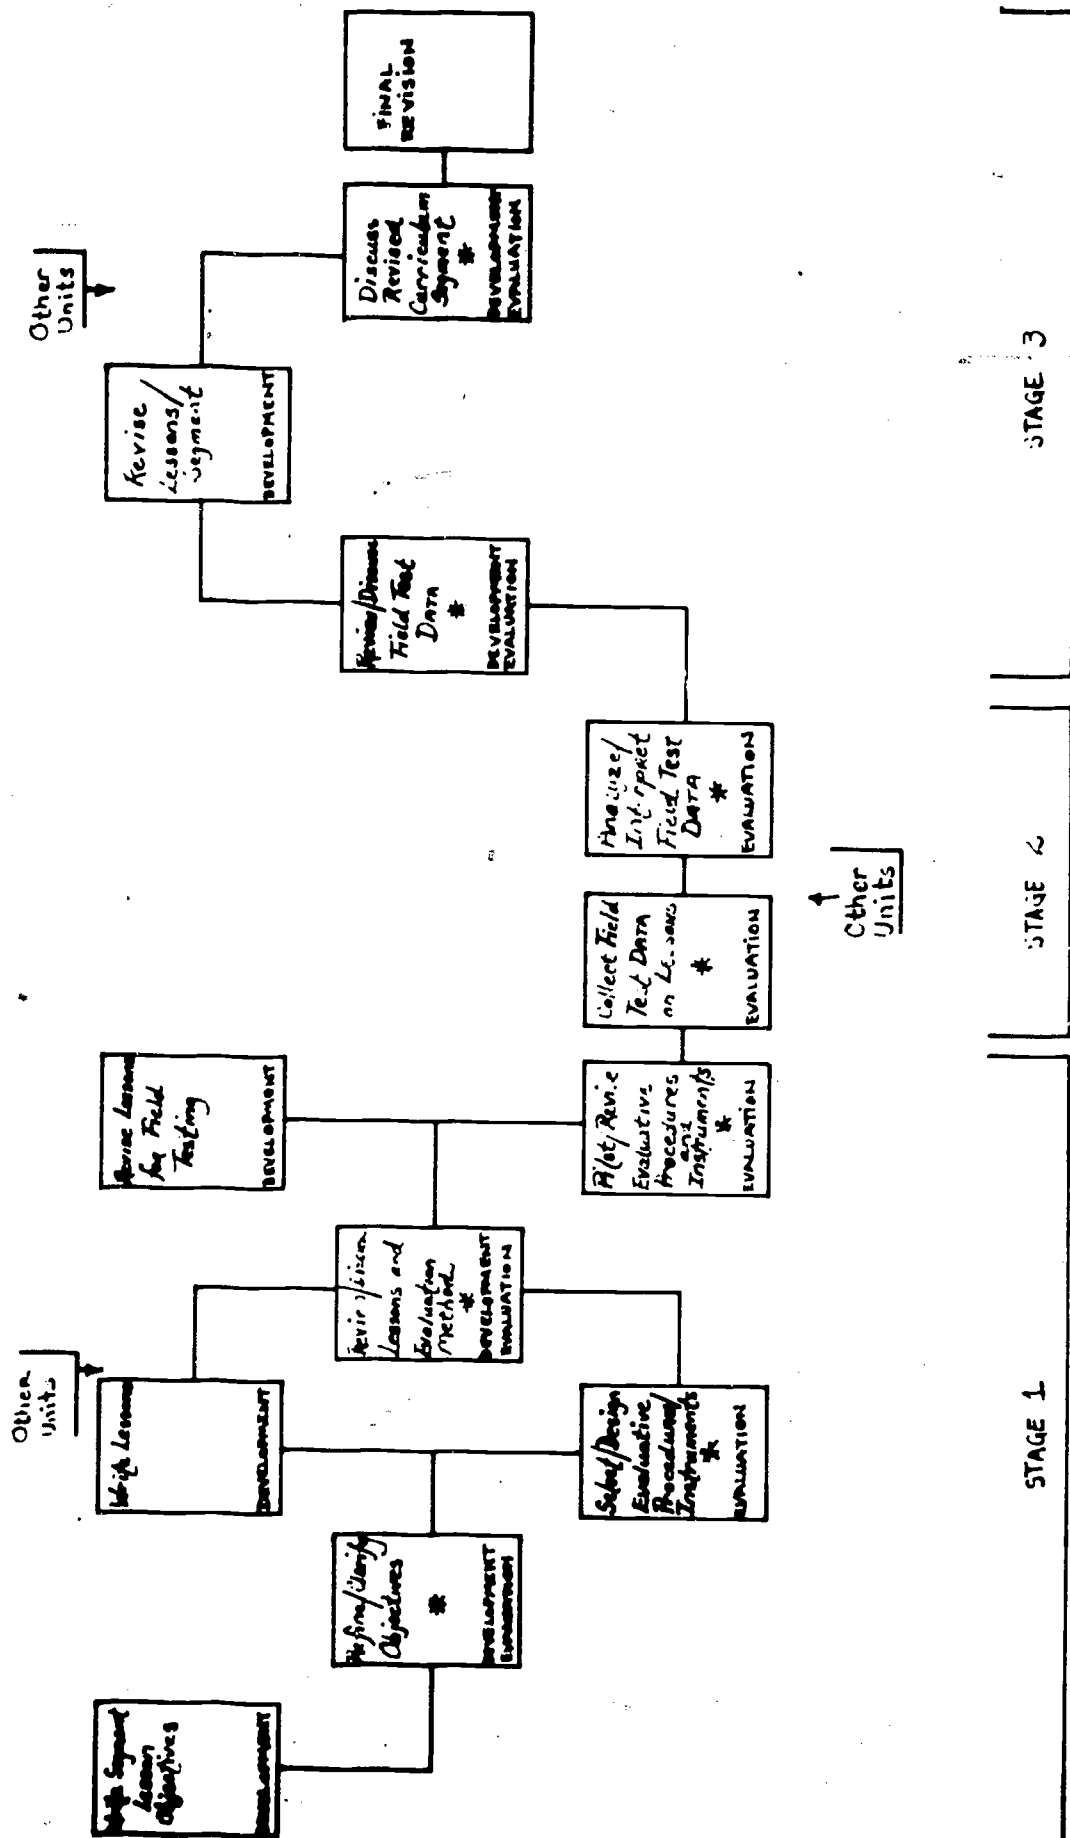 Write Segment
Lesson
Objectives
DEVELOPMENT
Refine/Clarify
Objectives
*
DEVELOPMENT
EVALUATION
Other
Units
Write Lessons
DEVELOPMENT
Select/Design
Evaluative
Procedures/
Instruments
*
EVALUATION
Lessons and
Evaluation
Methods
*
DEVELOPMENT
EVALUATION
Revise Lessons
for Field
Testing
DEVELOPMENT
Pilot/Revise
Evaluative
Procedures
and
Instruments
*
EVALUATION
Collect Field
Test DATA
on Lessons
*
EVALUATION
Analyze/
Interpret
Field Test
DATA
*
EVALUATION
Other
Units
Review/Discuss
Field Test
DATA
*
DEVELOPMENT
EVALUATION
Revise
Lessons/
Segment
DEVELOPMENT
Other
Units
Discuss
Revised
Curriculum
Segment
*
DEVELOPMENT
EVALUATION
FINAL
REVISION
STAGE 1
STAGE 2
STAGE 3